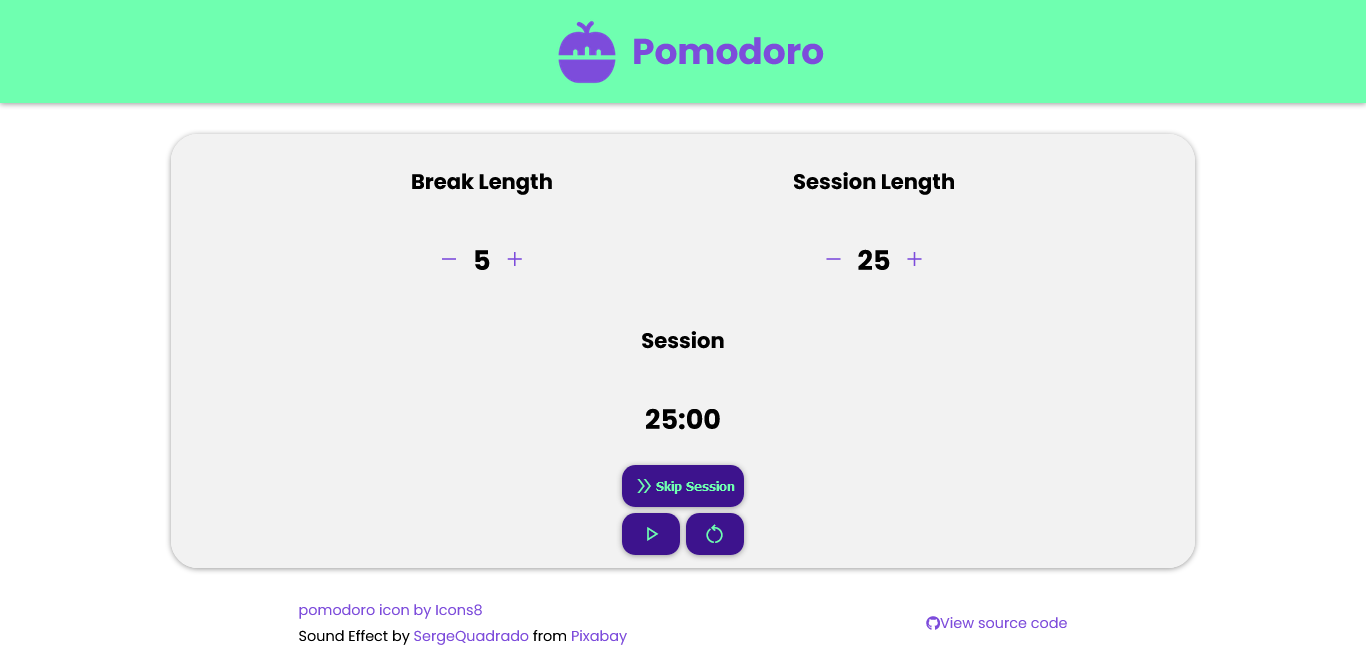 Pomodoro
Break Length
Session Length
5
25
Session
25:00
Skip Session
pomodoro icon by Icons8
Sound Effect by SergeQuadrado from Pixabay
View source code